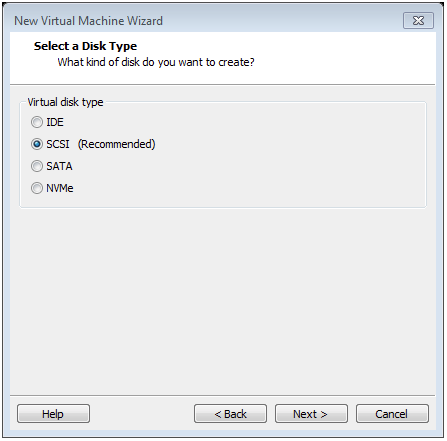 New Virtual Machine Wizard
Select a Disk Type
What kind of disk do you want to create?
Virtual disk type
IDE
SCSI (Recommended)
SATA
NVMe
Help
< Back
Next >
Cancel